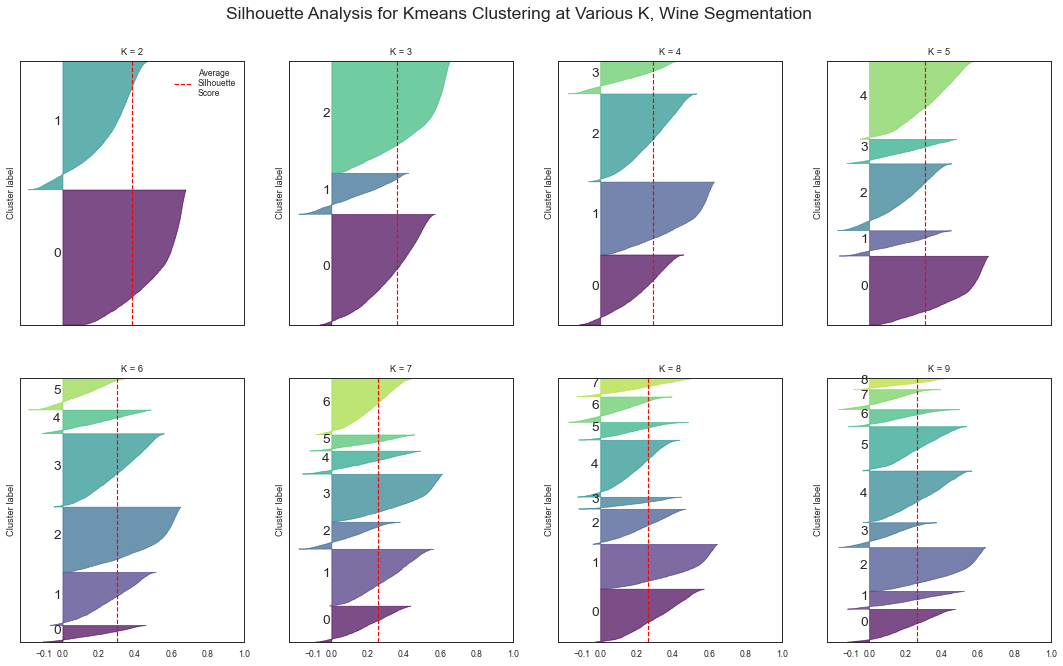 Silhouette Analysis for Kmeans Clustering at Various K, Wine Segmentation
K = 2
K = 3
K = 4
K = 5
Average
Silhouette
Score
Cluster label
1
0
Cluster label
2
1
0
Cluster label
3
2
1
0
Cluster label
4
3
2
1
0
K = 6
K = 7
K = 8
K = 9
Cluster label
5
4
3
2
1
0
−0.1 0.0 0.2 0.4 0.6 0.8 1.0
Cluster label
6
5
4
3
2
1
0
−0.1 0.0 0.2 0.4 0.6 0.8 1.0
Cluster label
7
6
5
4
3
2
1
0
−0.1 0.0 0.2 0.4 0.6 0.8 1.0
Cluster label
8
7
6
5
4
3
2
1
0
−0.1 0.0 0.2 0.4 0.6 0.8 1.0